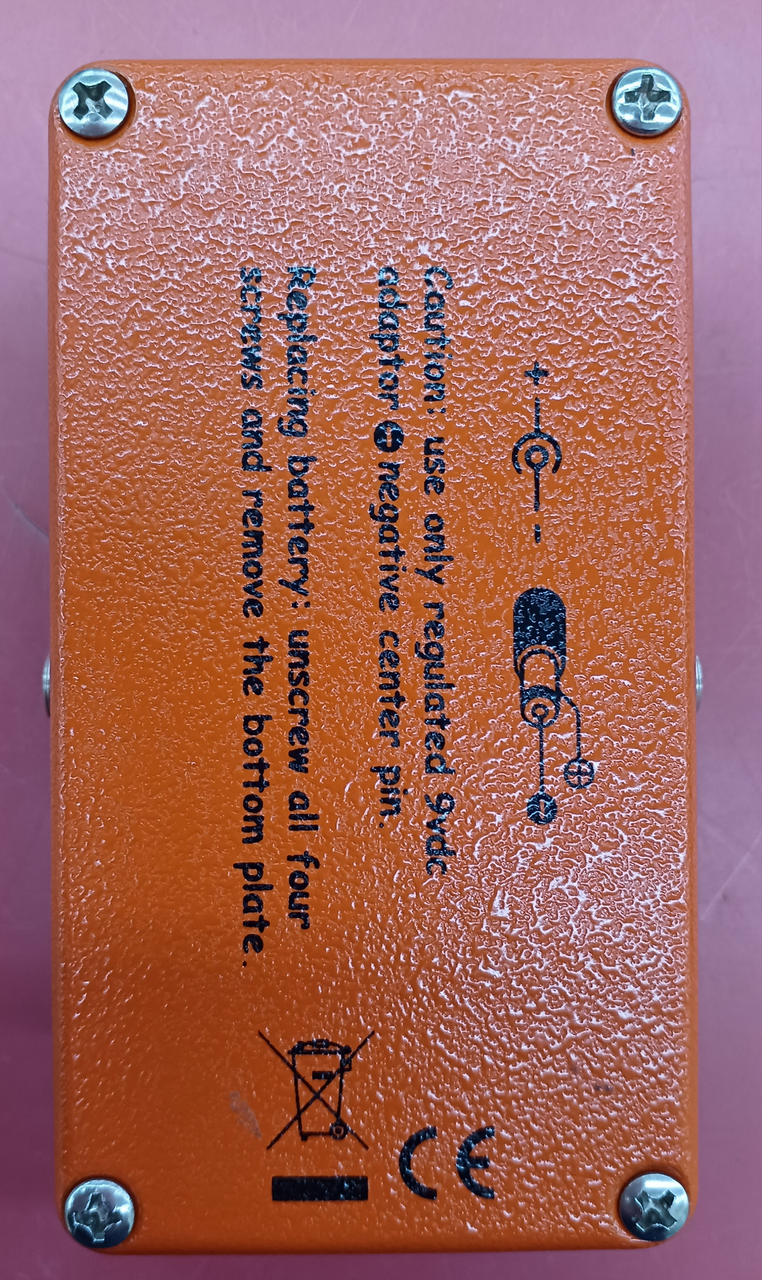 + -
+ -
Caution: use only regulated 9vdc
adaptor - negative center pin.
Replacing battery: unscrew all four
screws and remove the bottom plate.
CE